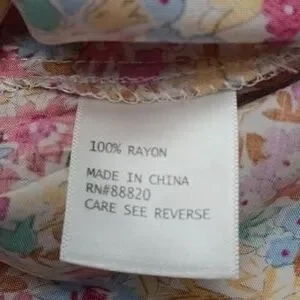 100% RAYON
MADE IN CHINA
RN#88820
CARE SEE REVERSE